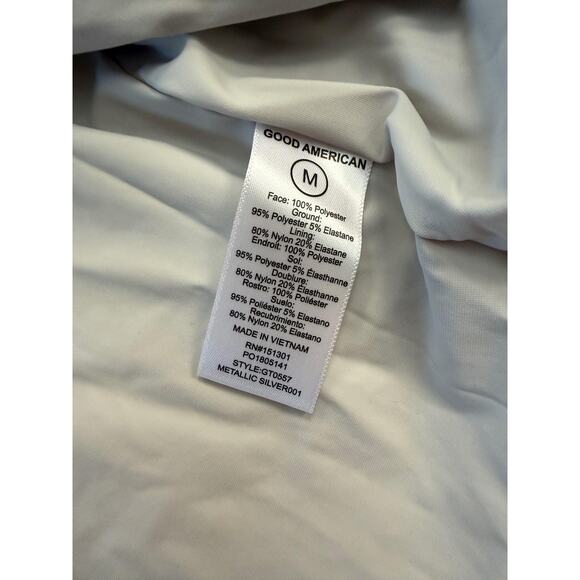 GOOD AMERICAN
M
Face: 100% Polyester
Ground:
95% Polyester 5% Elastane
Lining:
80% Nylon 20% Elastane
Endroit: 100% Polyester
Sol:
95% Polyester 5% Élasthanne
Doublure:
80% Nylon 20% Élasthanne
Rostro: 100% Poliéster
Suelo:
95% Poliéster 5% Elastano
Recubrimiento:
80% Nylon 20% Elastano
MADE IN VIETNAM
RN#151301
PO1805141
STYLE:GT0557
METALLIC SILVER001